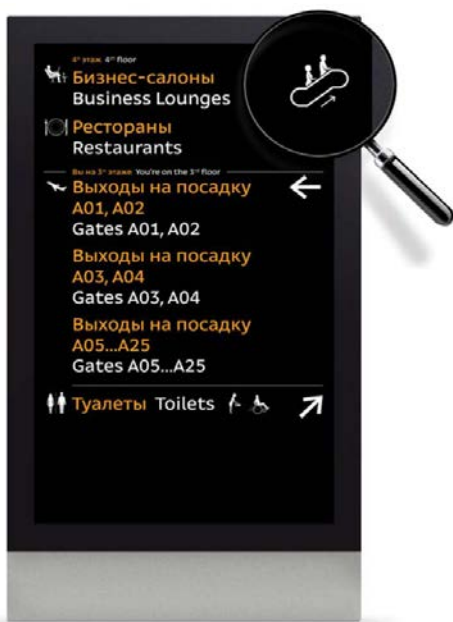 4й этаж 4th floor
Бизнес-салоны
Business Lounges
Рестораны
Restaurants
Вы на 3м этаже You're on the 3rd floor
Выходы на посадку
A01, A02
Gates A01, A02
Выходы на посадку
A03, A04
Gates A03, A04
Выходы на посадку
A05...A25
Gates A05...A25
Туалеты Toilets